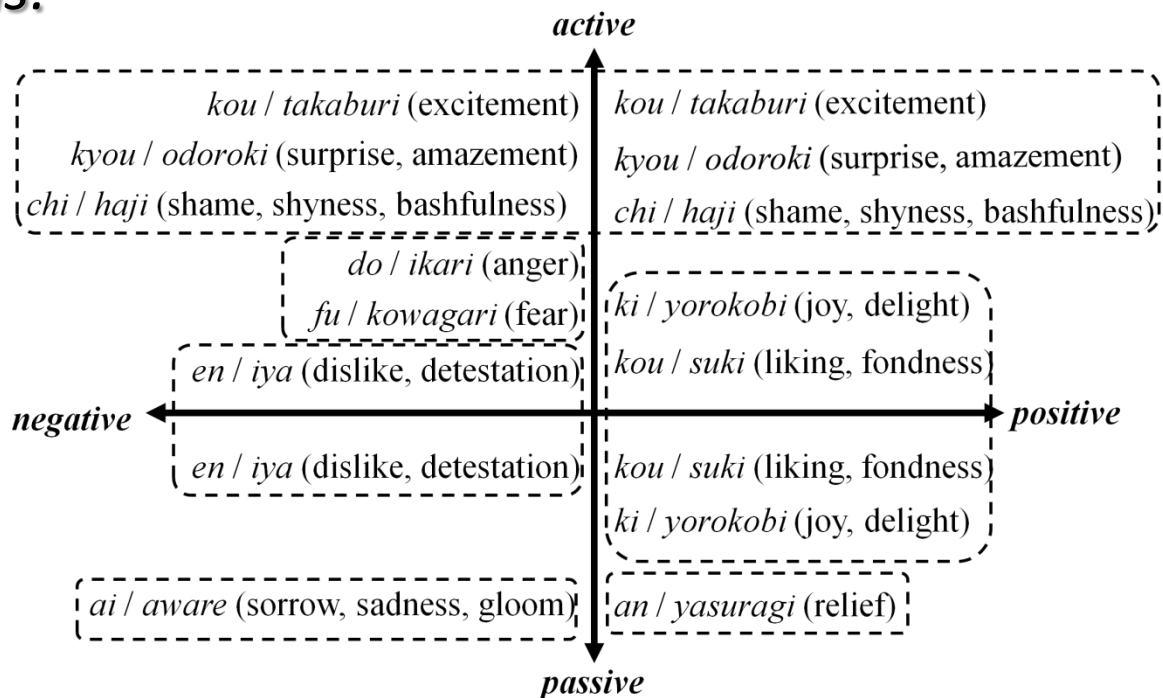 active
kou / takaburi (excitement)
kyou / odoroki (surprise, amazement)
chi / haji (shame, shyness, bashfulness)
kou / takaburi (excitement)
kyou / odoroki (surprise, amazement)
chi / haji (shame, shyness, bashfulness)
do / ikari (anger)
fu / kowagari (fear)
en / iya (dislike, detestation)
ki / yorokobi (joy, delight)
kou / suki (liking, fondness)
negative
positive
en / iya (dislike, detestation)
kou / suki (liking, fondness)
ki / yorokobi (joy, delight)
ai / aware (sorrow, sadness, gloom)
an / yasuragi (relief)
passive